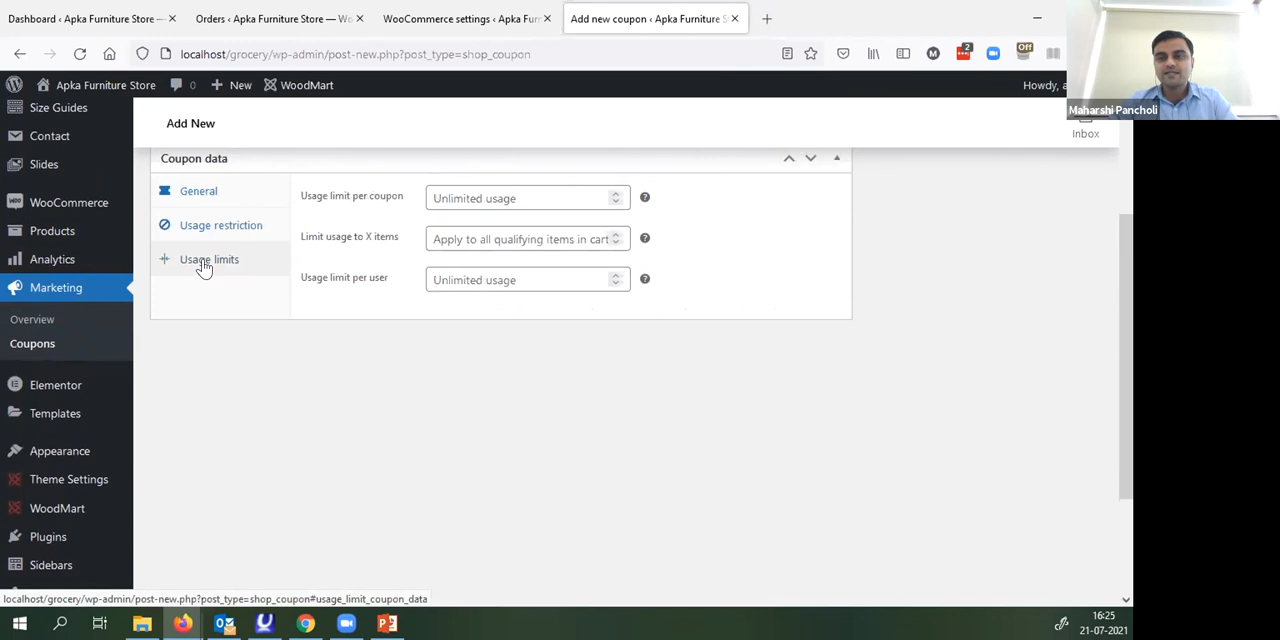 Dashboard ‹ Apka Furniture Store —
Orders ‹ Apka Furniture Store — Wo
WooCommerce settings ‹ Apka Furn
Add new coupon ‹ Apka Furniture S
localhost/grocery/wp-admin/post-new.php?post_type=shop_coupon
M
2
Off
Maharshi Pancholi
Apka Furniture Store
0
New
WoodMart
Howdy, a
Size Guides
Contact
Slides
WooCommerce
Products
Analytics
Marketing
Overview
Coupons
Elementor
Templates
Appearance
Theme Settings
WoodMart
Plugins
Sidebars
Add New
Inbox
Coupon data
General
Usage restriction
Usage limits
Usage limit per coupon
Unlimited usage
Limit usage to X items
Apply to all qualifying items in cart
Usage limit per user
Unlimited usage
localhost/grocery/wp-admin/post-new.php?post_type=shop_coupon#usage_limit_coupon_data
16:25
21-07-2021